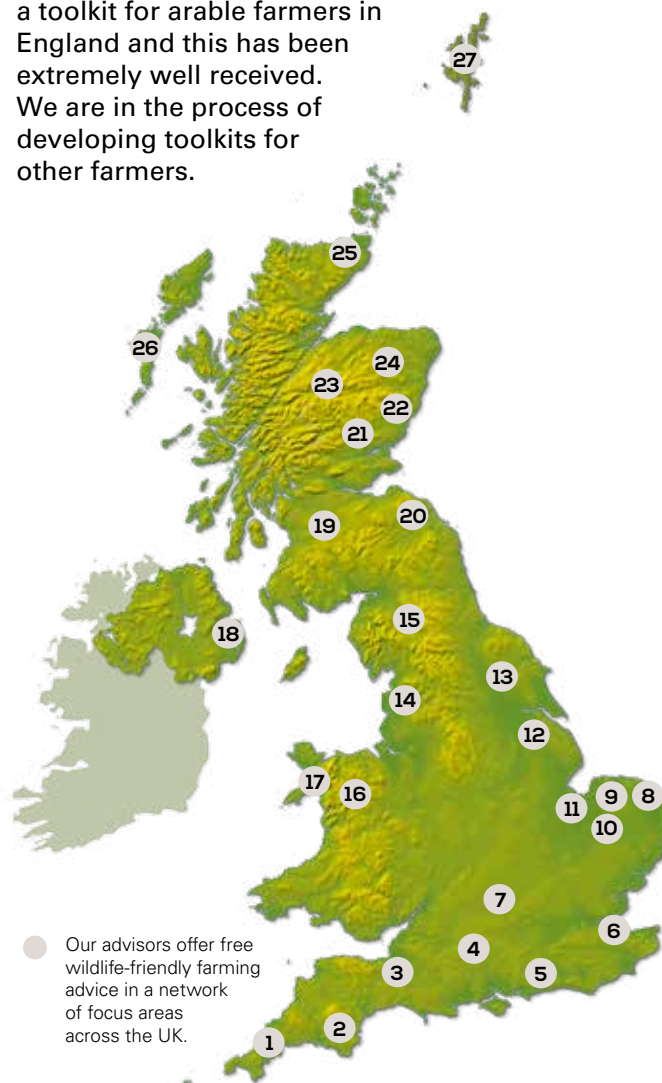 a toolkit for arable farmers in
England and this has been
extremely well received.
We are in the process of
developing toolkits for
other farmers.
27
25
26
24
23
22
21
20
19
15
18
13
14
12
17
16
9
8
11
10
7
6
4
3
5
Our advisors offer free
wildlife-friendly farming
advice in a network
of focus areas
across the UK.
2
1